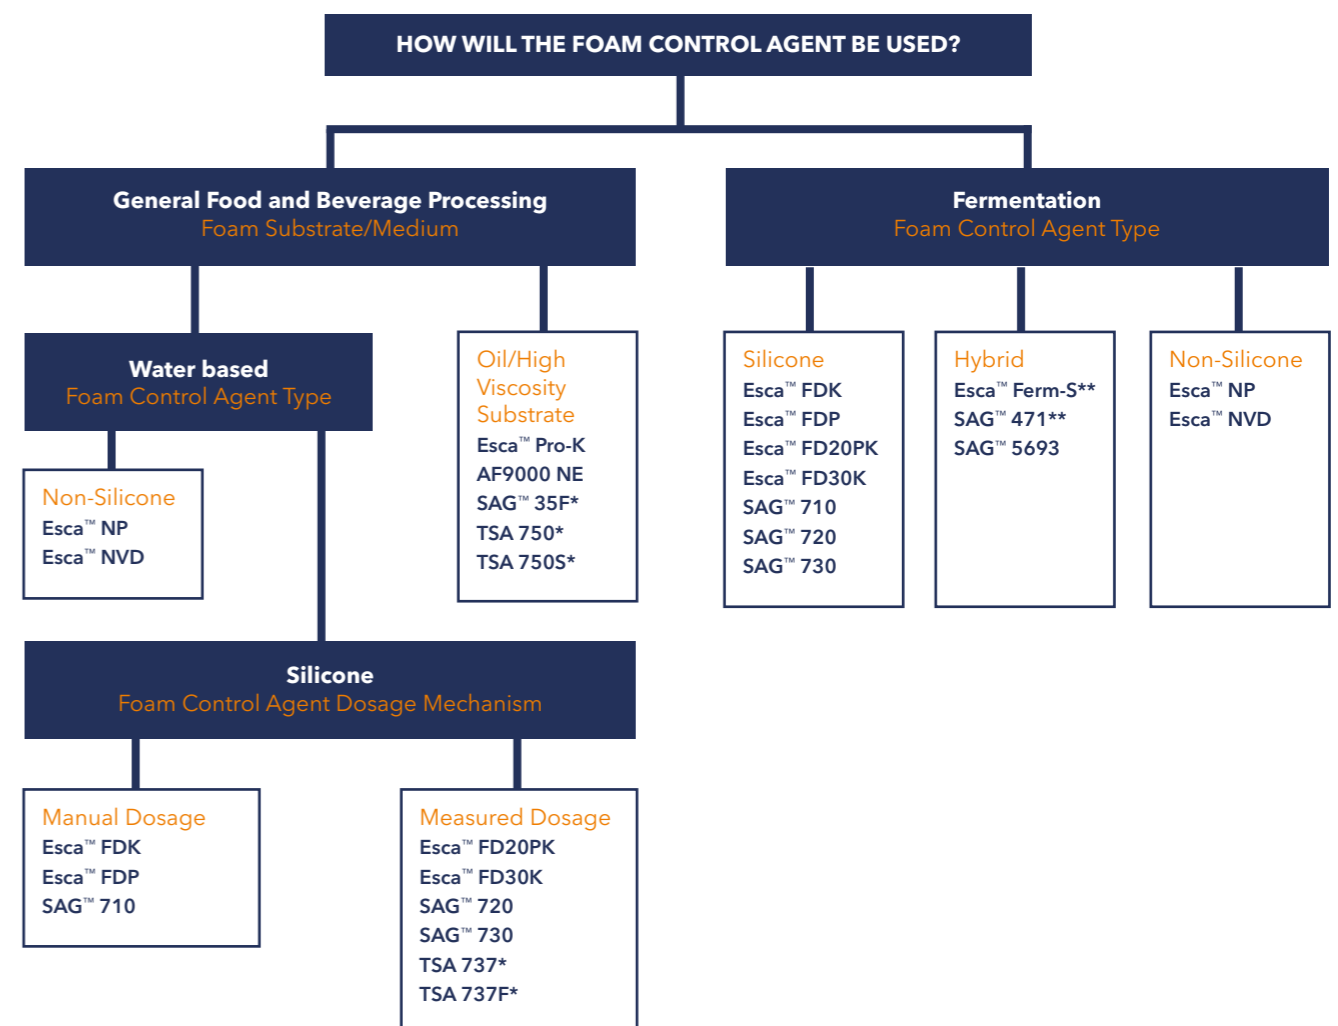 HOW WILL THE FOAM CONTROL AGENT BE USED?
General Food and Beverage Processing
Foam Substrate/Medium
Water based
Foam Control Agent Type
Non-Silicone
Esca™ NP
Esca™ NVD
Oil/High
Viscosity
Substrate
Esca™ Pro-K
AF9000 NE
SAG™ 35F*
TSA 750*
TSA 750S*
Silicone
Foam Control Agent Dosage Mechanism
Manual Dosage
Esca™ FDK
Esca™ FDP
SAG™ 710
Measured Dosage
Esca™ FD20PK
Esca™ FD30K
SAG™ 720
SAG™ 730
TSA 737*
TSA 737F*
Fermentation
Foam Control Agent Type
Silicone
Esca™ FDK
Esca™ FDP
Esca™ FD20PK
Esca™ FD30K
SAG™ 710
SAG™ 720
SAG™ 730
Hybrid
Esca™ Ferm-S**
SAG™ 471**
SAG™ 5693
Non-Silicone
Esca™ NP
Esca™ NVD